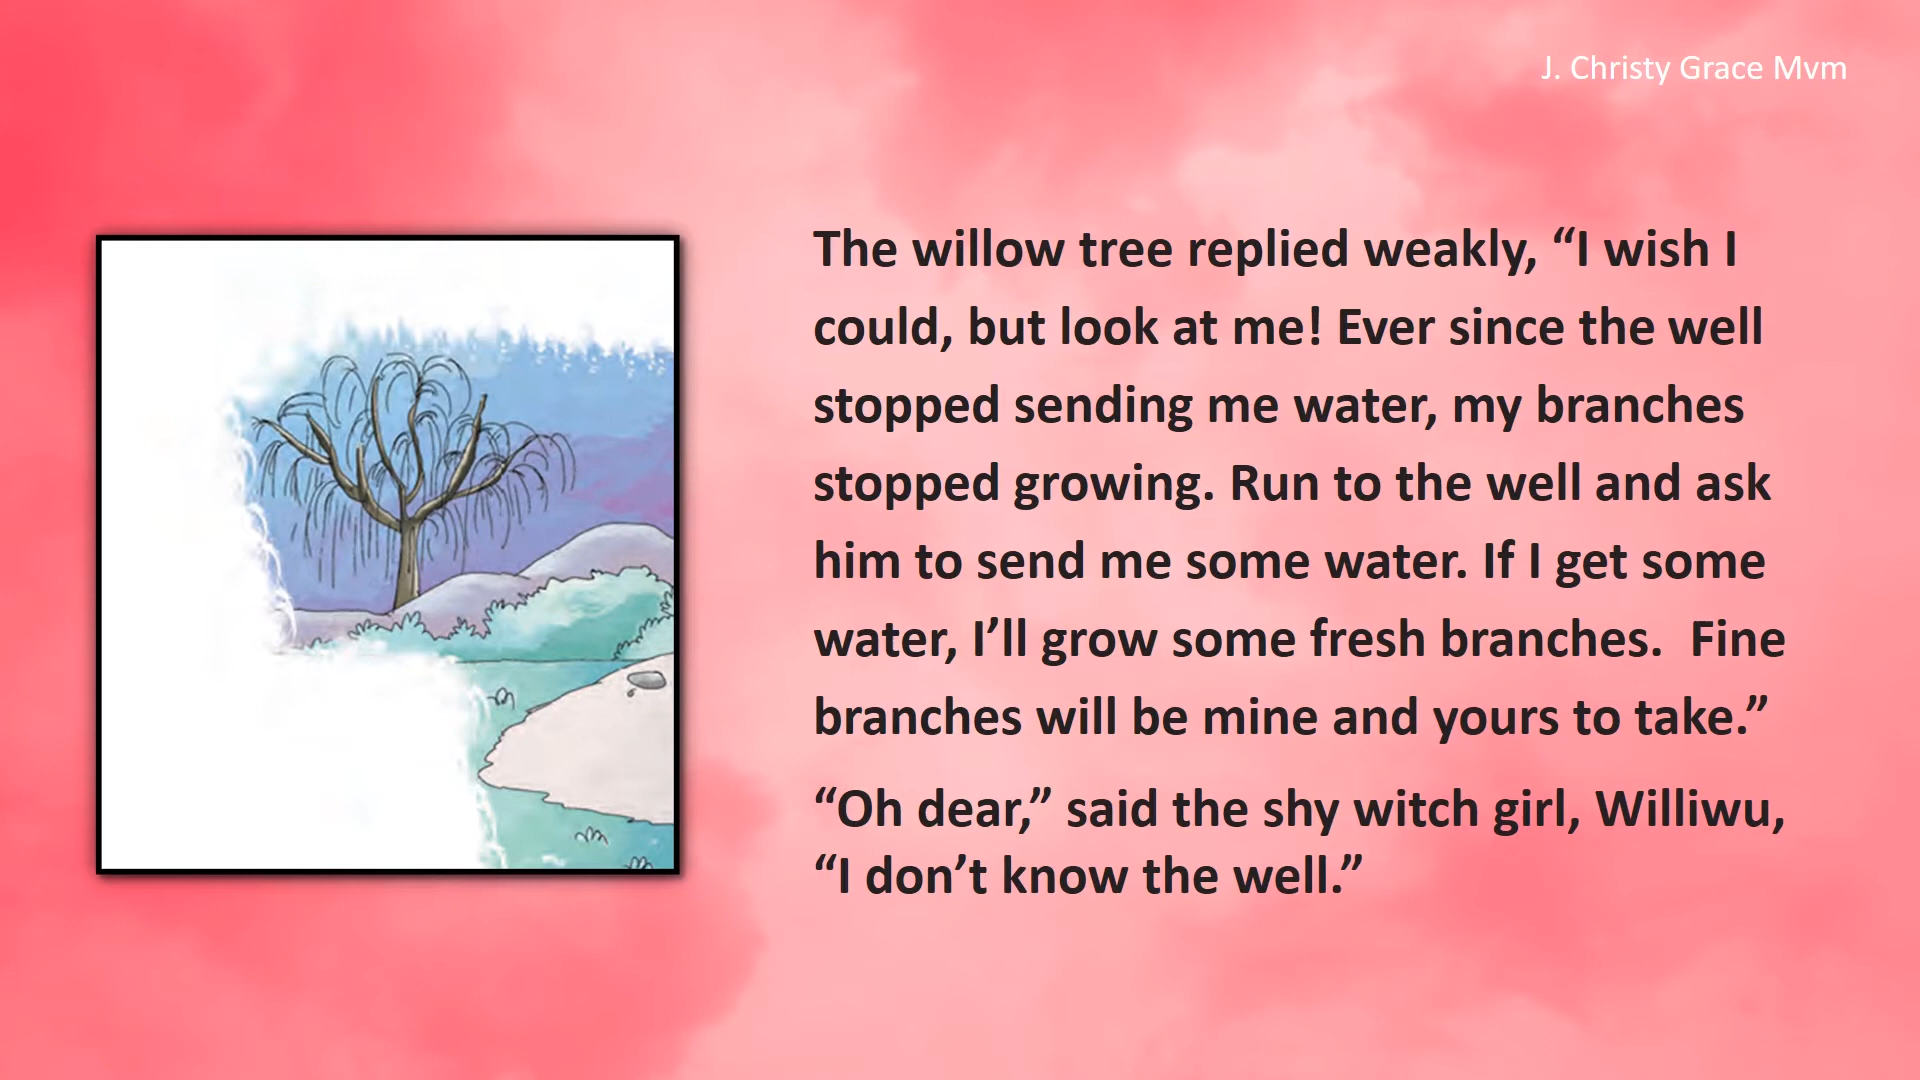 J. Christy Grace Mvm
The willow tree replied weakly, “I wish I
could, but look at me! Ever since the well
stopped sending me water, my branches
stopped growing. Run to the well and ask
him to send me some water. If I get some
water, I’ll grow some fresh branches.  Fine
branches will be mine and yours to take.”
“Oh dear,” said the shy witch girl, Williwu,
“I don’t know the well.”